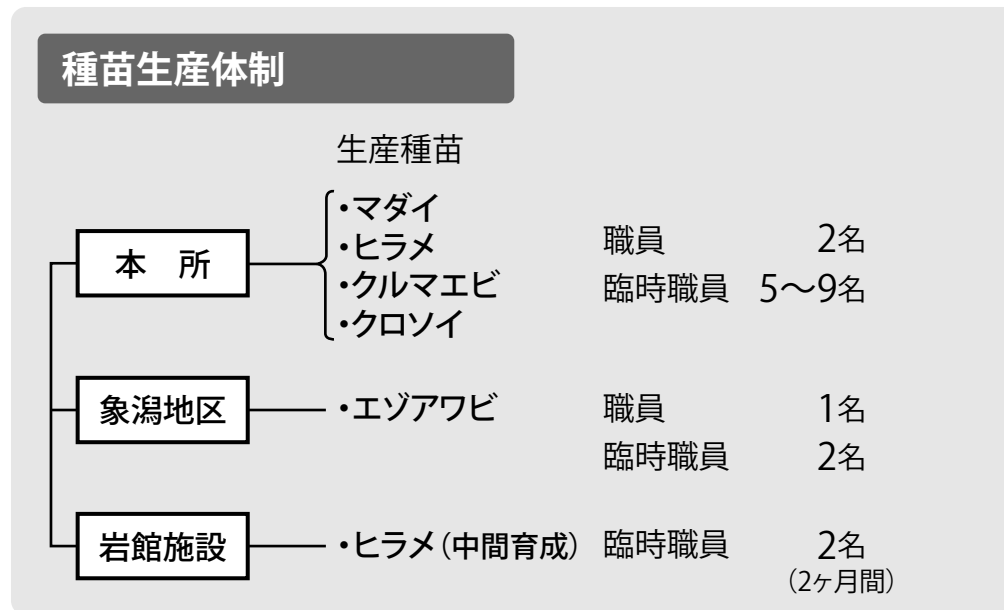 種苗生産体制
生産種苗
本 所
・マダイ
・ヒラメ
・クルマエビ
・クロソイ
職員 2名
臨時職員 5〜9名
象潟地区 ・エゾアワビ 職員 1名
臨時職員 2名
岩館施設 ・ヒラメ(中間育成) 臨時職員 2名
(2ヶ月間)